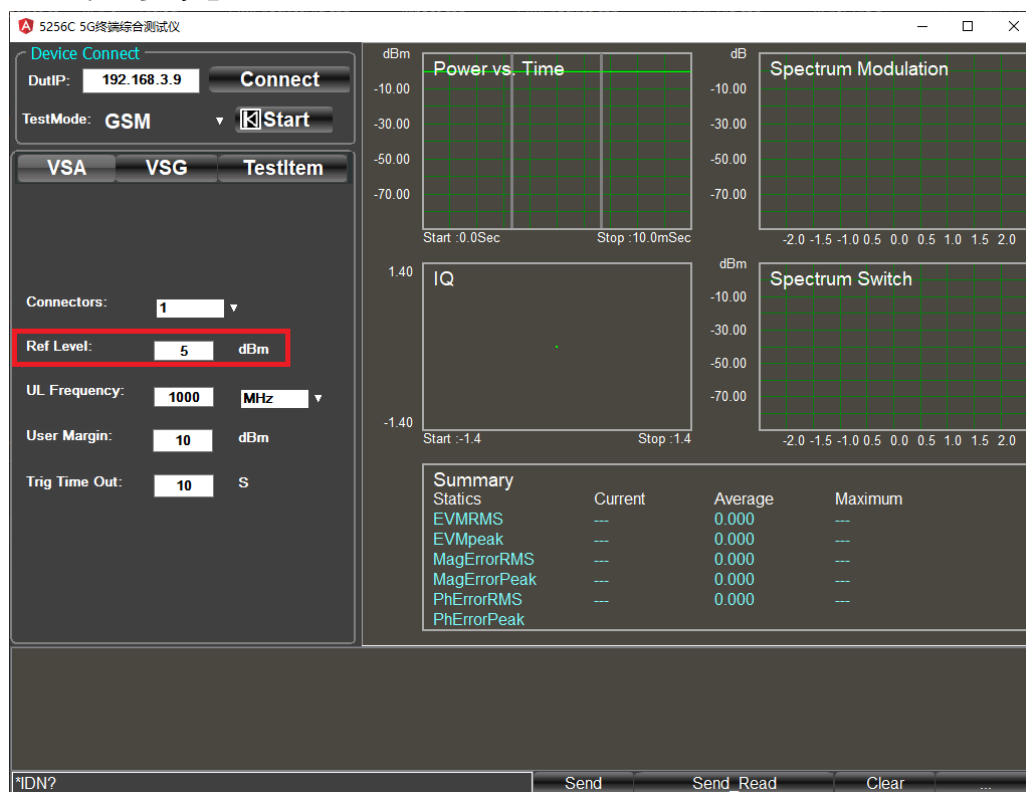 5256C 5G终端综合测试仪
Device Connect
DutIP: 192.168.3.9 Connect
TestMode: GSM Start
VSA VSG TestItem
Connectors: 1
Ref Level: 5 dBm
UL Frequency: 1000 MHz
User Margin: 10 dBm
Trig Time Out: 10 S
dBm
Power vs. Time
-10.00
-30.00
-50.00
-70.00
Start :0.0Sec Stop :10.0mSec
dB
Spectrum Modulation
-10.00
-30.00
-50.00
-70.00
-2.0 -1.5 -1.0 0.5 0.0 0.5 1.0 1.5 2.0
1.40
IQ
-1.40
Start :-1.4 Stop :1.4
dBm
Spectrum Switch
-10.00
-30.00
-50.00
-70.00
-2.0 -1.5 -1.0 0.5 0.0 0.5 1.0 1.5 2.0
Summary
Statics Current Average Maximum
EVMRMS --- 0.000 ---
EVMpeak --- 0.000 ---
MagErrorRMS --- 0.000 ---
MagErrorPeak --- 0.000 ---
PhErrorRMS --- 0.000 ---
PhErrorPeak
*IDN? Send Send_Read Clear ...